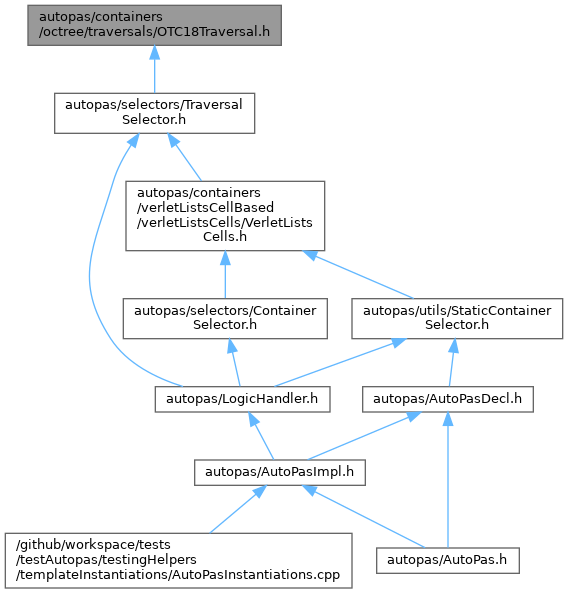 autopas/containers
/octree/traversals/OTC18Traversal.h
autopas/selectors/Traversal
Selector.h
autopas/containers
/verletListsCellBased
/verletListsCells/VerletLists
Cells.h
autopas/selectors/Container
Selector.h
autopas/utils/StaticContainer
Selector.h
autopas/LogicHandler.h
autopas/AutoPasDecl.h
autopas/AutoPasImpl.h
/github/workspace/tests
/testAutopas/testingHelpers
/templateInstantiations/AutoPasInstantiations.cpp
autopas/AutoPas.h